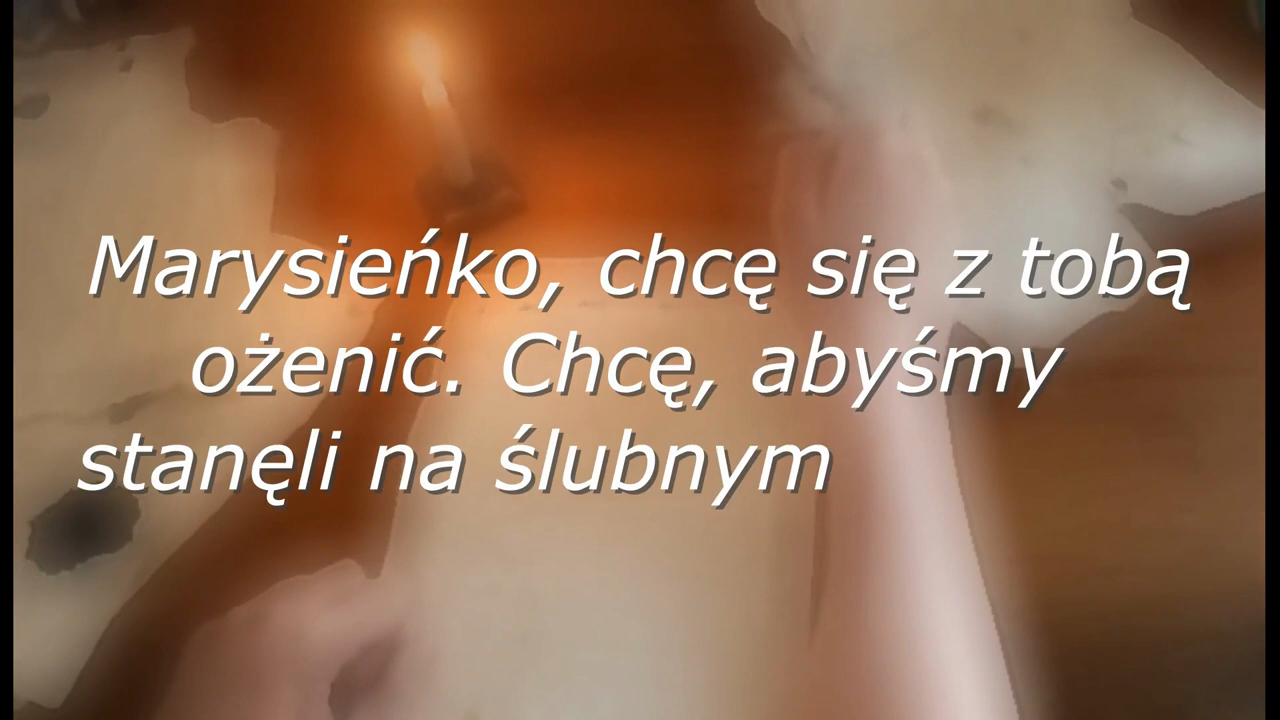 Marysieńko, chcę się z tobą
ożenić. Chcę, abyśmy
stanęli na ślubnym